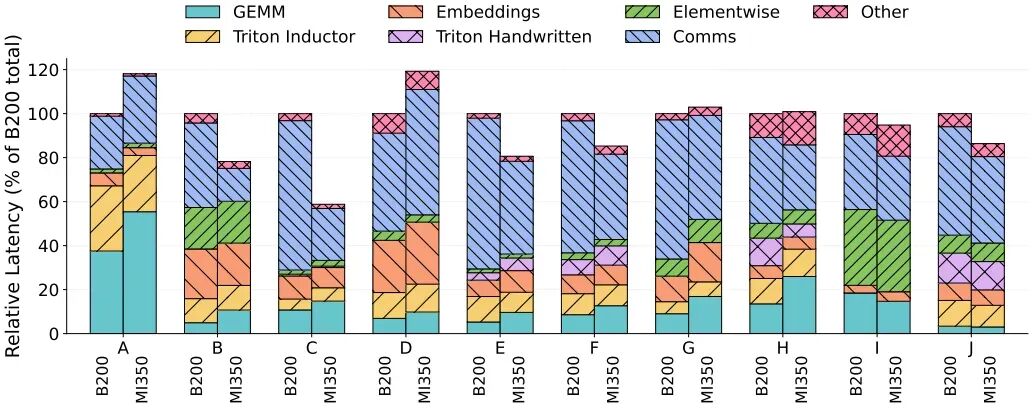 GEMM Embeddings Elementwise Other
Triton Inductor Triton Handwritten Comms
Relative Latency (% of B200 total)
120
100
80
60
40
20
0
A B C D E F G H I J
B200 MI350 B200 MI350 B200 MI350 B200 MI350 B200 MI350 B200 MI350 B200 MI350 B200 MI350 B200 MI350 B200 MI350